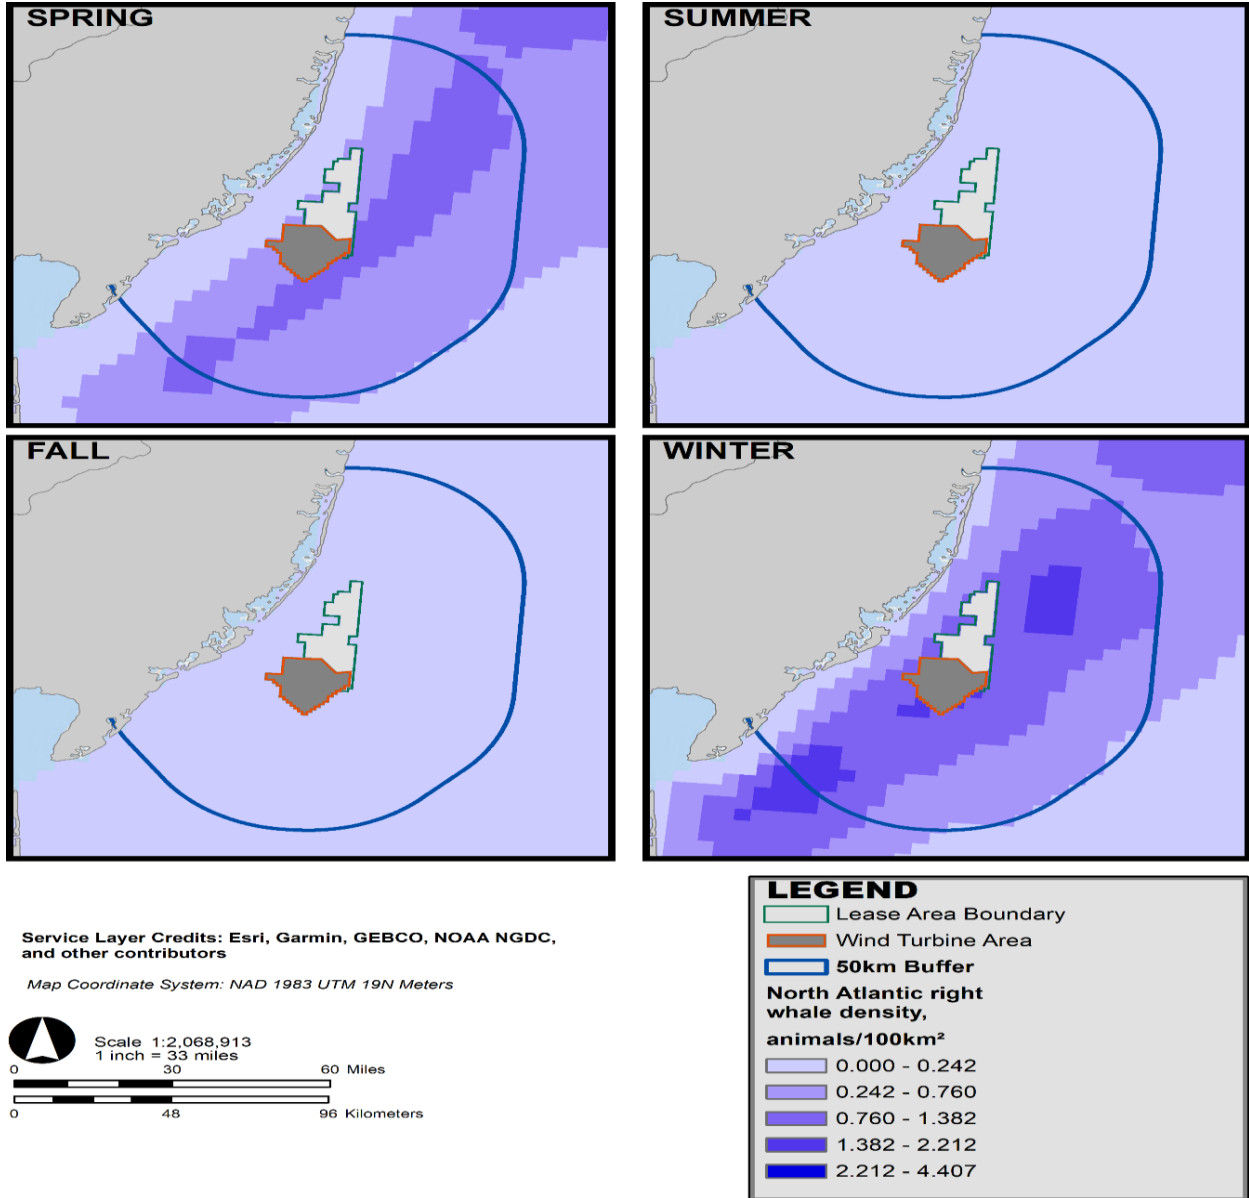 SPRING
SUMMER
FALL
WINTER
Service Layer Credits: Esri, Garmin, GEBCO, NOAA NGDC,
and other contributors
Map Coordinate System: NAD 1983 UTM 19N Meters
Scale 1:2,068,913
1 inch = 33 miles
0 30 60 Miles
0 48 96 Kilometers
LEGEND
Lease Area Boundary
Wind Turbine Area
50km Buffer
North Atlantic right
whale density,
animals/100km²
0.000 - 0.242
0.242 - 0.760
0.760 - 1.382
1.382 - 2.212
2.212 - 4.407